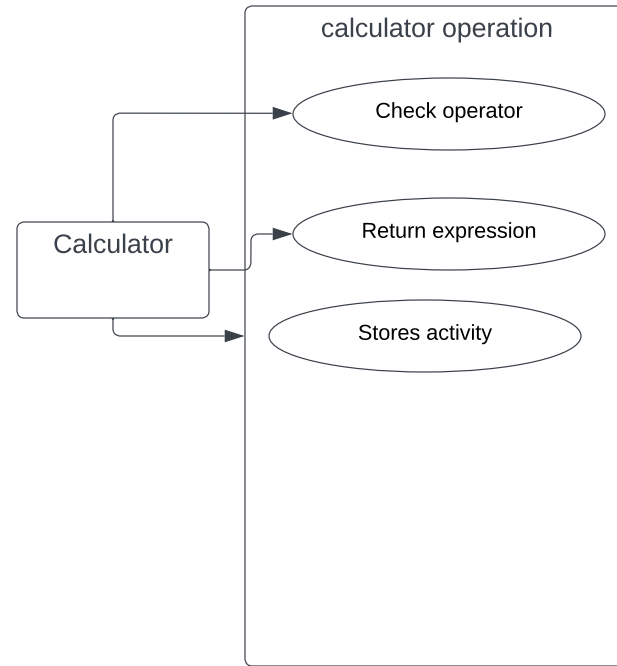 calculator operation
Check operator
Calculator
Return expression
Stores activity